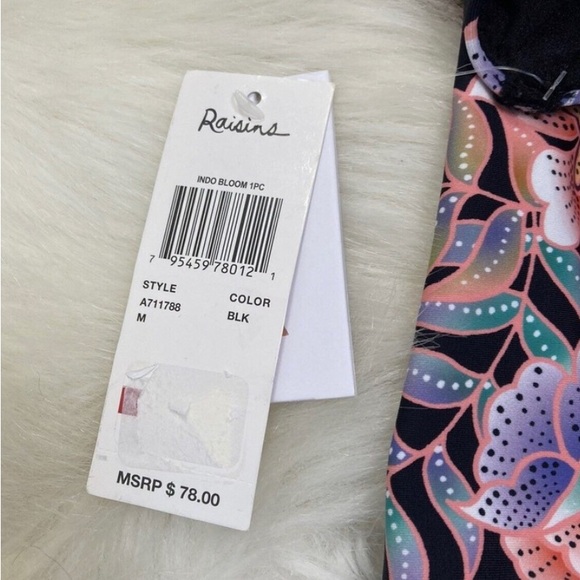 Raisins
INDO BLOOM 1PC
7 95459 78012 1
STYLE COLOR
A711788 BLK
M
MSRP $ 78.00